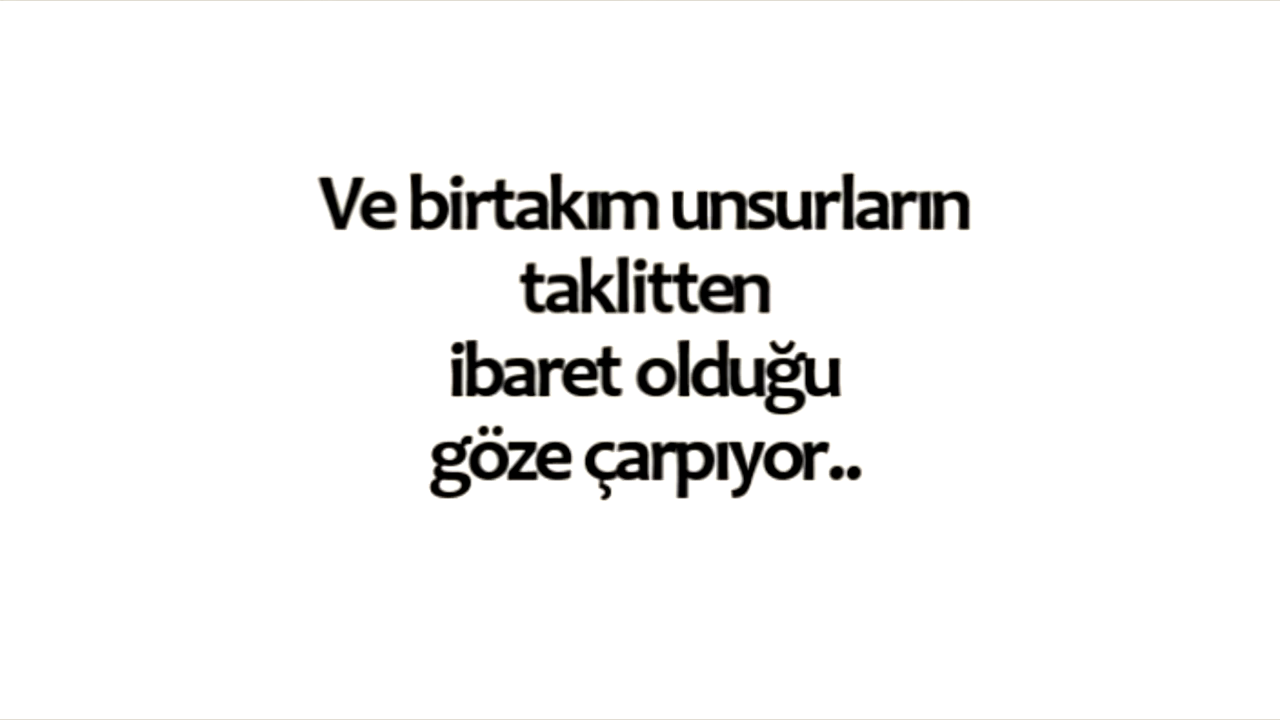 Ve birtakım unsurların
taklitten
ibaret olduğu
göze çarpıyor..